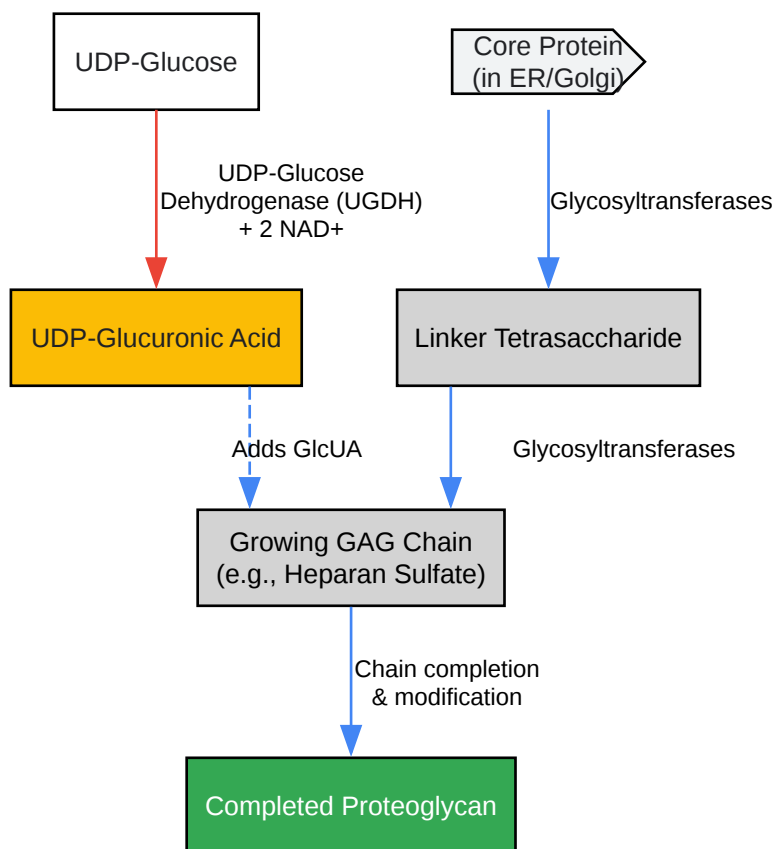 UDP-Glucose
Core Protein
(in ER/Golgi)
UDP-Glucose
Dehydrogenase (UGDH)
+ 2 NAD+
Glycosyltransferases
UDP-Glucuronic Acid
Linker Tetrasaccharide
Adds GlcUA
Glycosyltransferases
Growing GAG Chain
(e.g., Heparan Sulfate)
Chain completion
& modification
Completed Proteoglycan